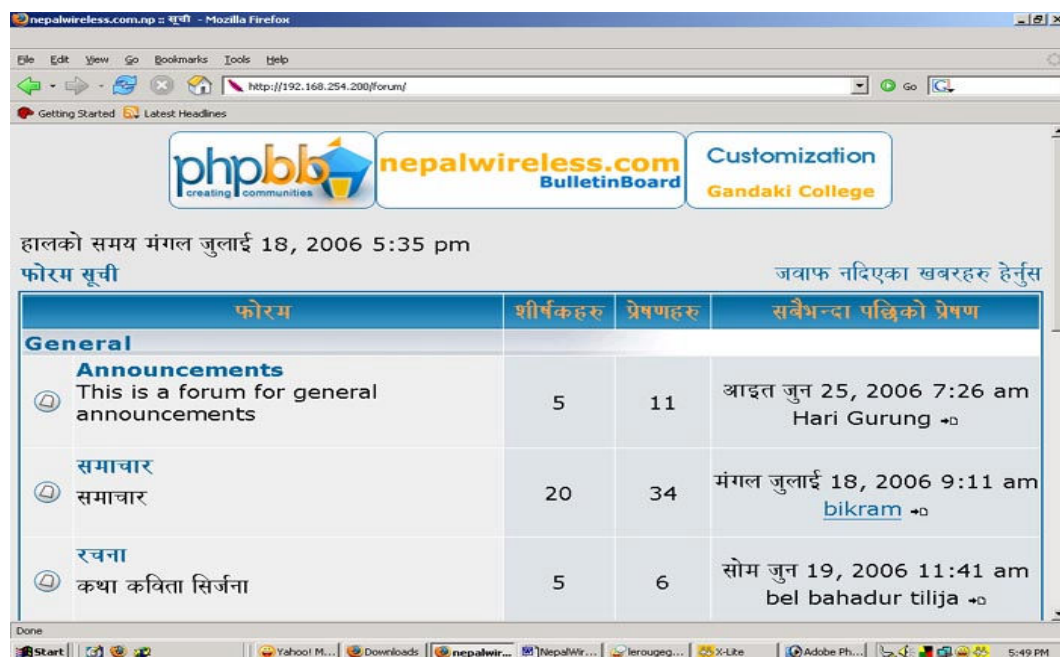 nepalwireless.com.np :: सूची - Mozilla Firefox
File Edit View Go Bookmarks Tools Help
http://192.168.254.200/forum/ Go
Getting Started Latest Headlines
phpbb creating communities
nepalwireless.com
BulletinBoard
Customization
Gandaki College
हालको समय मंगल जुलाई 18, 2006 5:35 pm
फोरम सूची जवाफ नदिएका खबरहरु हेर्नुस
फोरम शीर्षकहरु प्रेषणहरु सबैभन्दा पछिको प्रेषण
General
Announcements
This is a forum for general
announcements
5 11
आइत जुन 25, 2006 7:26 am
Hari Gurung
समाचार
समाचार
20 34
मंगल जुलाई 18, 2006 9:11 am
bikram
रचना
कथा कविता सिर्जना
5 6
सोम जुन 19, 2006 11:41 am
bel bahadur tilija
Done
Start Yahoo! M... Downloads nepalwir... NepalWir... lerougeg... X-Lite Adobe Ph... 5:49 PM